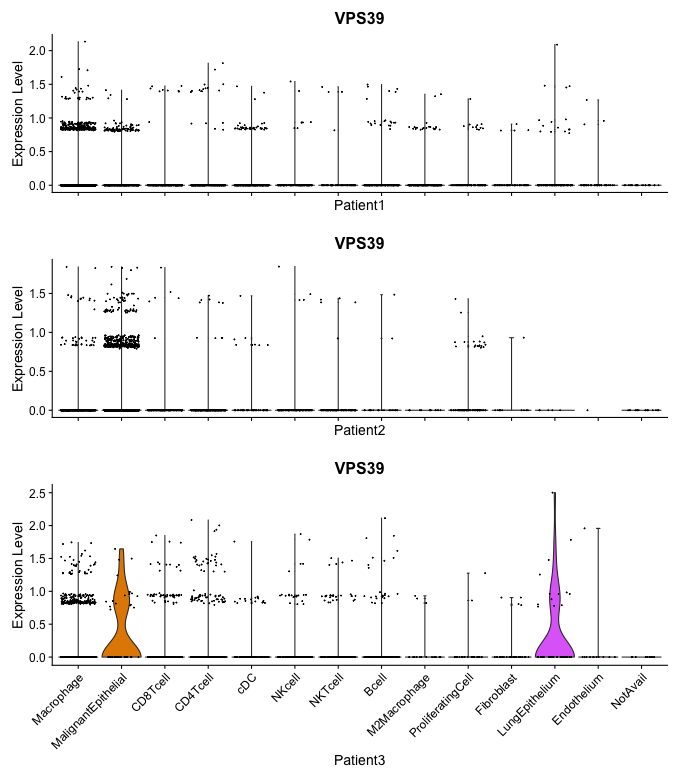 VPS39
Expression Level
2.0
1.5
1.0
0.5
0.0
Patient1
VPS39
Expression Level
1.5
1.0
0.5
0.0
Patient2
VPS39
Expression Level
2.5
2.0
1.5
1.0
0.5
0.0
Macrophage
MalignantEpithelial
CD8Tcell
CD4Tcell
cDC
NKcell
NKTcell
Bcell
M2Macrophage
ProliferatingCell
Fibroblast
LungEpithelium
Endothelium
NotAvail
Patient3